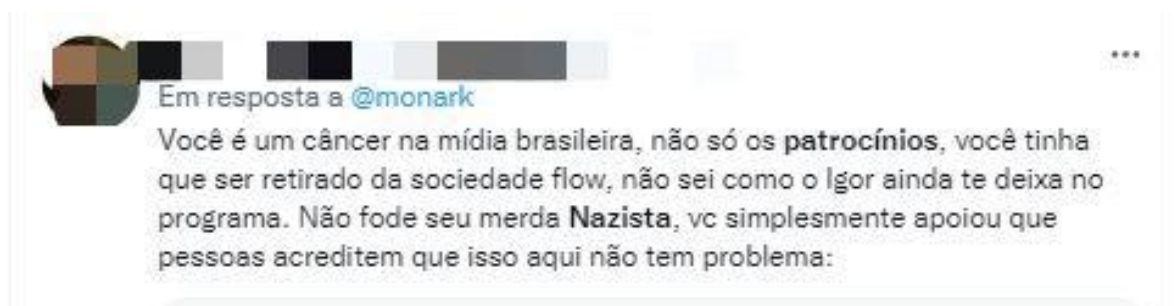 Em resposta a @monark
Você é um câncer na mídia brasileira, não só os patrocínios, você tinha
que ser retirado da sociedade flow, não sei como o Igor ainda te deixa no
programa. Não fode seu merda Nazista, vc simplesmente apoiou que
pessoas acreditem que isso aqui não tem problema: